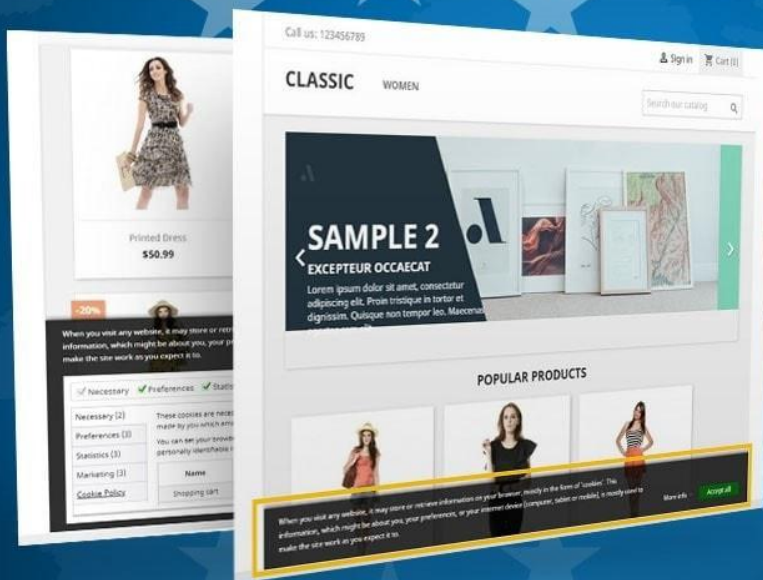 Printed Dress
$50.99
-20%
When you visit any website, it may store or
information, which might be about you, your
make the site work as you expect it to.
Necessary Preferences
Necessary (2)
Preferences (3)
Statistics (3)
Marketing (3)
Cookie Policy
These cookies are
made by you which
You can set your
personally identifiable
Name
Shopping cart
Call us: 123456789
Sign in Cart (0)
CLASSIC WOMEN
Search our catalog
SAMPLE 2
EXCEPTEUR OCCAECAT
Lorem ipsum dolor sit amet, consectetur
adipiscing elit. Proin tristique in tortor et
dignissim. Quisque non tempor leo. Maecenas
POPULAR PRODUCTS
When you visit any website, it may store or retrieve information on your browser, mostly in the form of 'cookies'. This
information, which might be about you, your preferences, or your internet device (computer, tablet or mobile), is mostly used to
make the site work as you expect it to.
More info Accept all